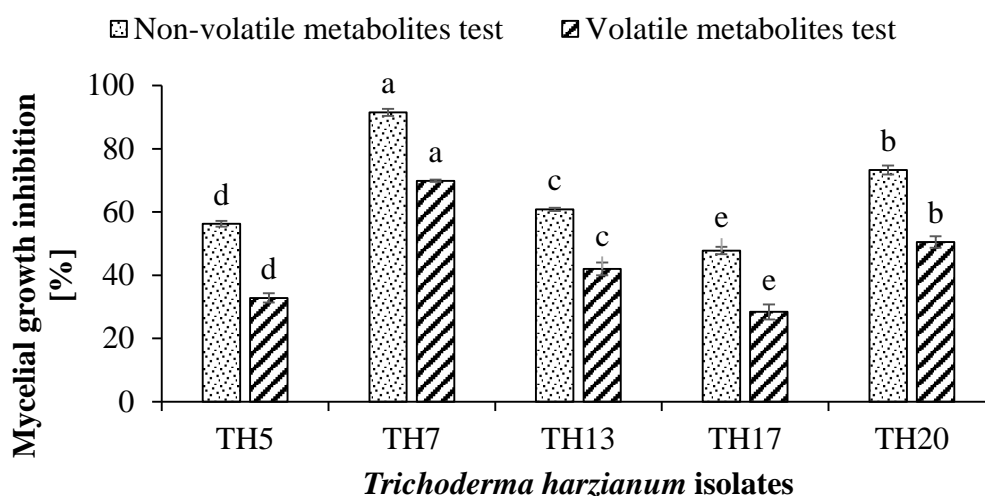 Non-volatile metabolites test Volatile metabolites test
Mycelial growth inhibition
[%]
100
80
60
40
20
0
d
d
a
a
c
c
e
e
b
b
TH5 TH7 TH13 TH17 TH20
Trichoderma harzianum isolates